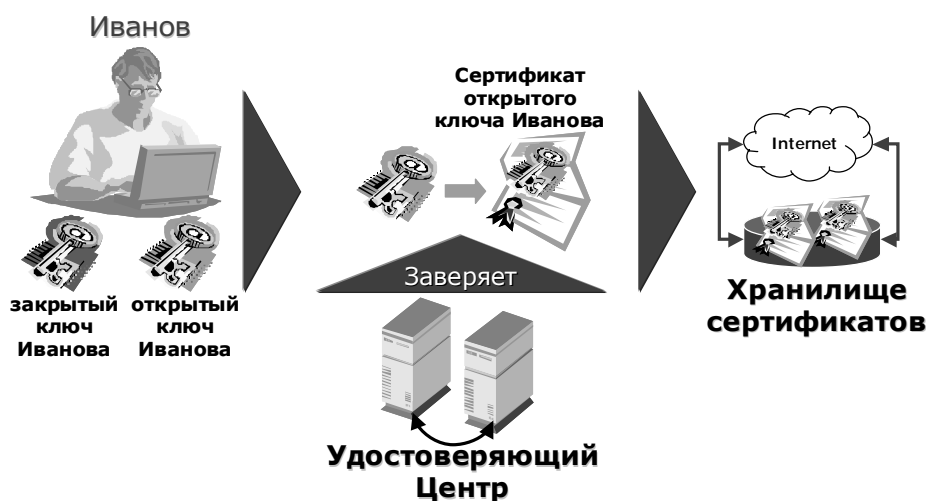 Иванов
закрытый
ключ
Иванова
открытый
ключ
Иванова
Сертификат
открытого
ключа Иванова
Заверяет
Удостоверяющий
Центр
Internet
Хранилище
сертификатов